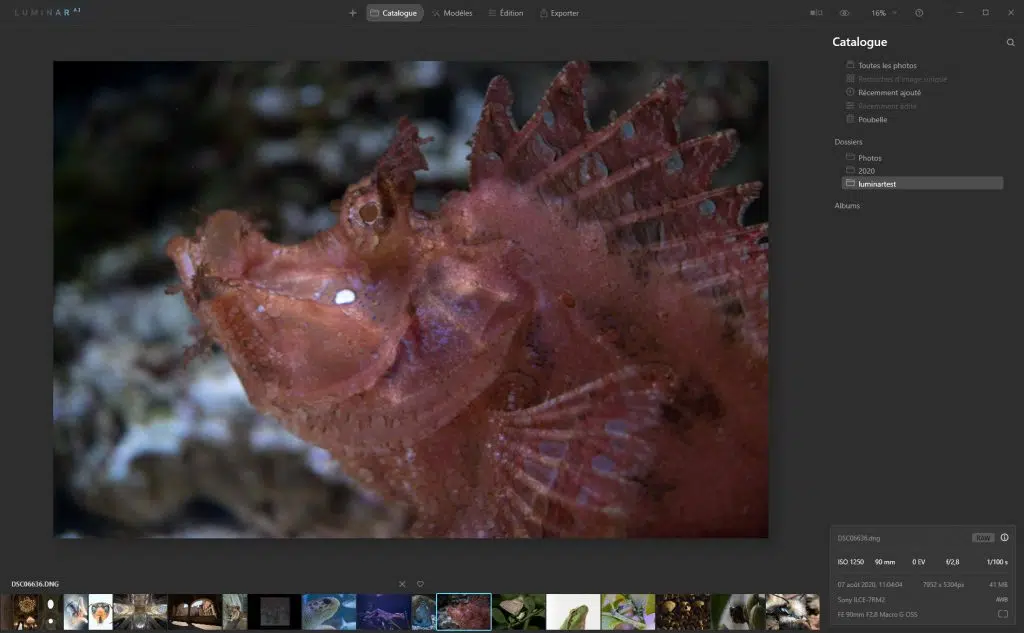 LUMINAR AI
Catalogue Modèles Édition Exporter
16%
Catalogue
Toutes les photos
Retouches d'image unique
Récemment ajouté
Récemment édité
Poubelle
Dossiers
Photos
2020
luminartest
Albums
DSC06636.dng RAW
ISO 1250 90 mm 0 EV f/2,8 1/100 s
07 août 2020, 11:04:04 7952 x 5304px 41 MB
Sony ILCE-7RM2 AWB
FE 90mm F2.8 Macro G OSS
DSC06636.DNG